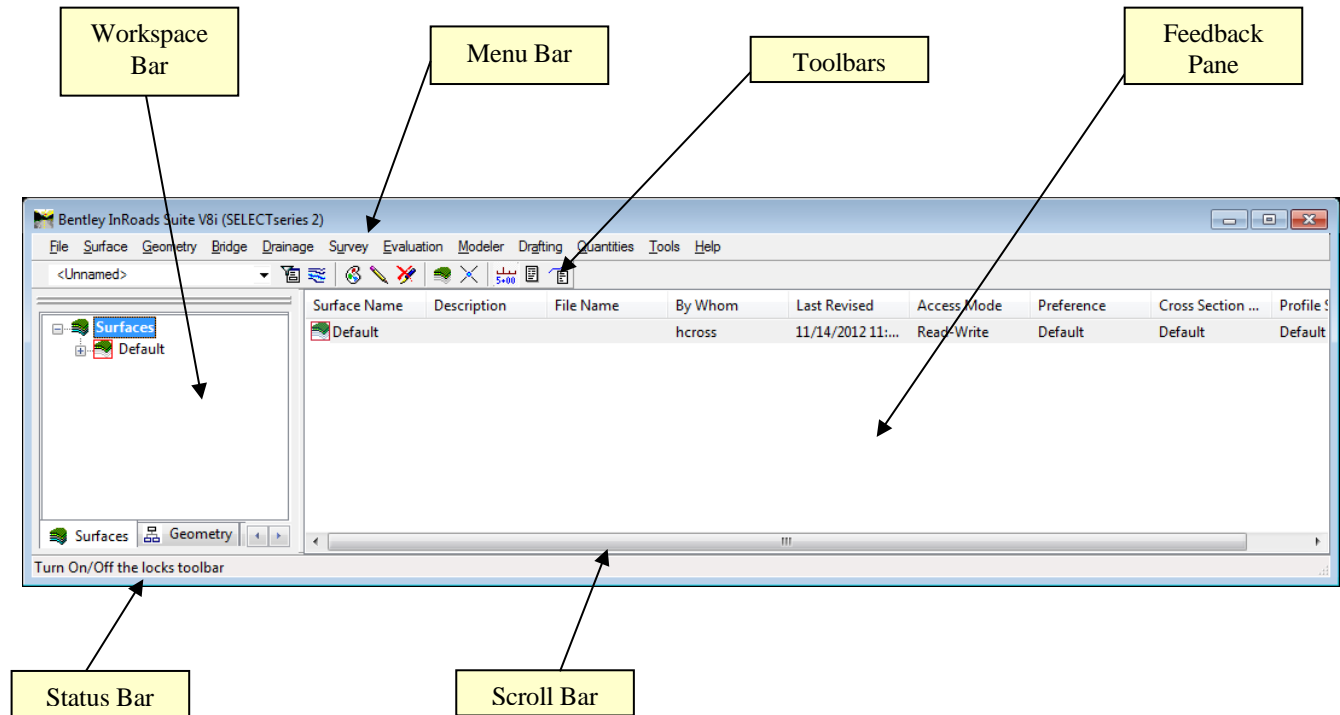 Workspace
Bar
Menu Bar
Toolbars
Feedback
Pane
Bentley InRoads Suite V8i (SELECTseries 2)
File Surface Geometry Bridge Drainage Survey Evaluation Modeler Drafting Quantities Tools Help
<Unnamed>
5+00
Surface Name Description File Name By Whom Last Revised Access Mode Preference Cross Section ... Profile S
Surfaces
Default
Default hcross 11/14/2012 11:... Read-Write Default Default Default
Surfaces Geometry
Turn On/Off the locks toolbar
Status Bar
Scroll Bar